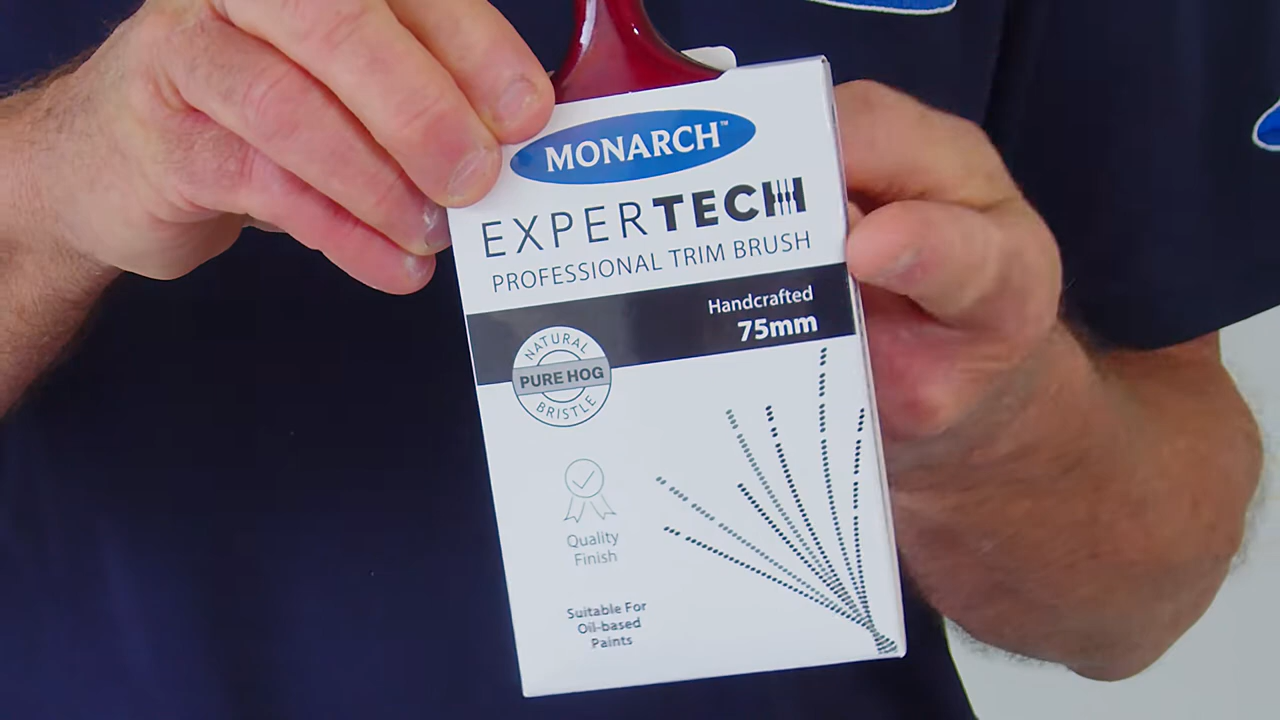 MONARCH™
EXPERTECH
PROFESSIONAL TRIM BRUSH
Handcrafted
75mm
NATURAL
PURE HOG
BRISTLE
Quality
Finish
Suitable For
Oil-based
Paints